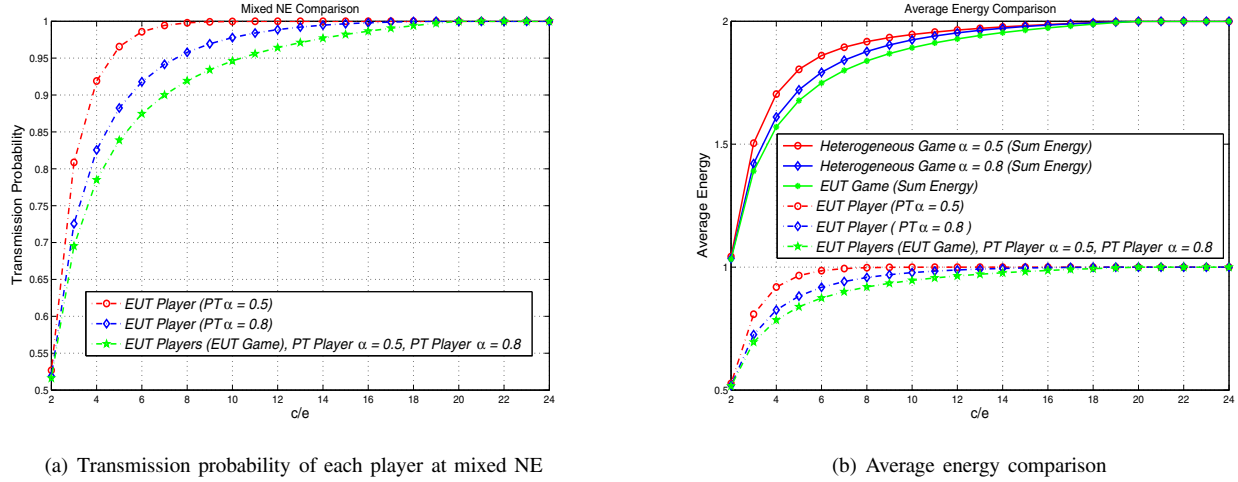 Mixed NE Comparison
1
0.95
0.9
0.85
0.8
0.75
0.7
0.65
0.6
0.55
0.5
Transmission Probability
EUT Player (PT α = 0.5)
EUT Player (PT α = 0.8)
EUT Players (EUT Game), PT Player α = 0.5, PT Player α = 0.8
2 4 6 8 10 12 14 16 18 20 22 24
c/e
(a) Transmission probability of each player at mixed NE
Average Energy Comparison
2
1.5
1
0.5
Average Energy
Heterogeneous Game α = 0.5 (Sum Energy)
Heterogeneous Game α = 0.8 (Sum Energy)
EUT Game (Sum Energy)
EUT Player (PT α = 0.5)
EUT Player ( PT α = 0.8 )
EUT Players (EUT Game), PT Player α = 0.5, PT Player α = 0.8
2 4 6 8 10 12 14 16 18 20 22 24
c/e
(b) Average energy comparison